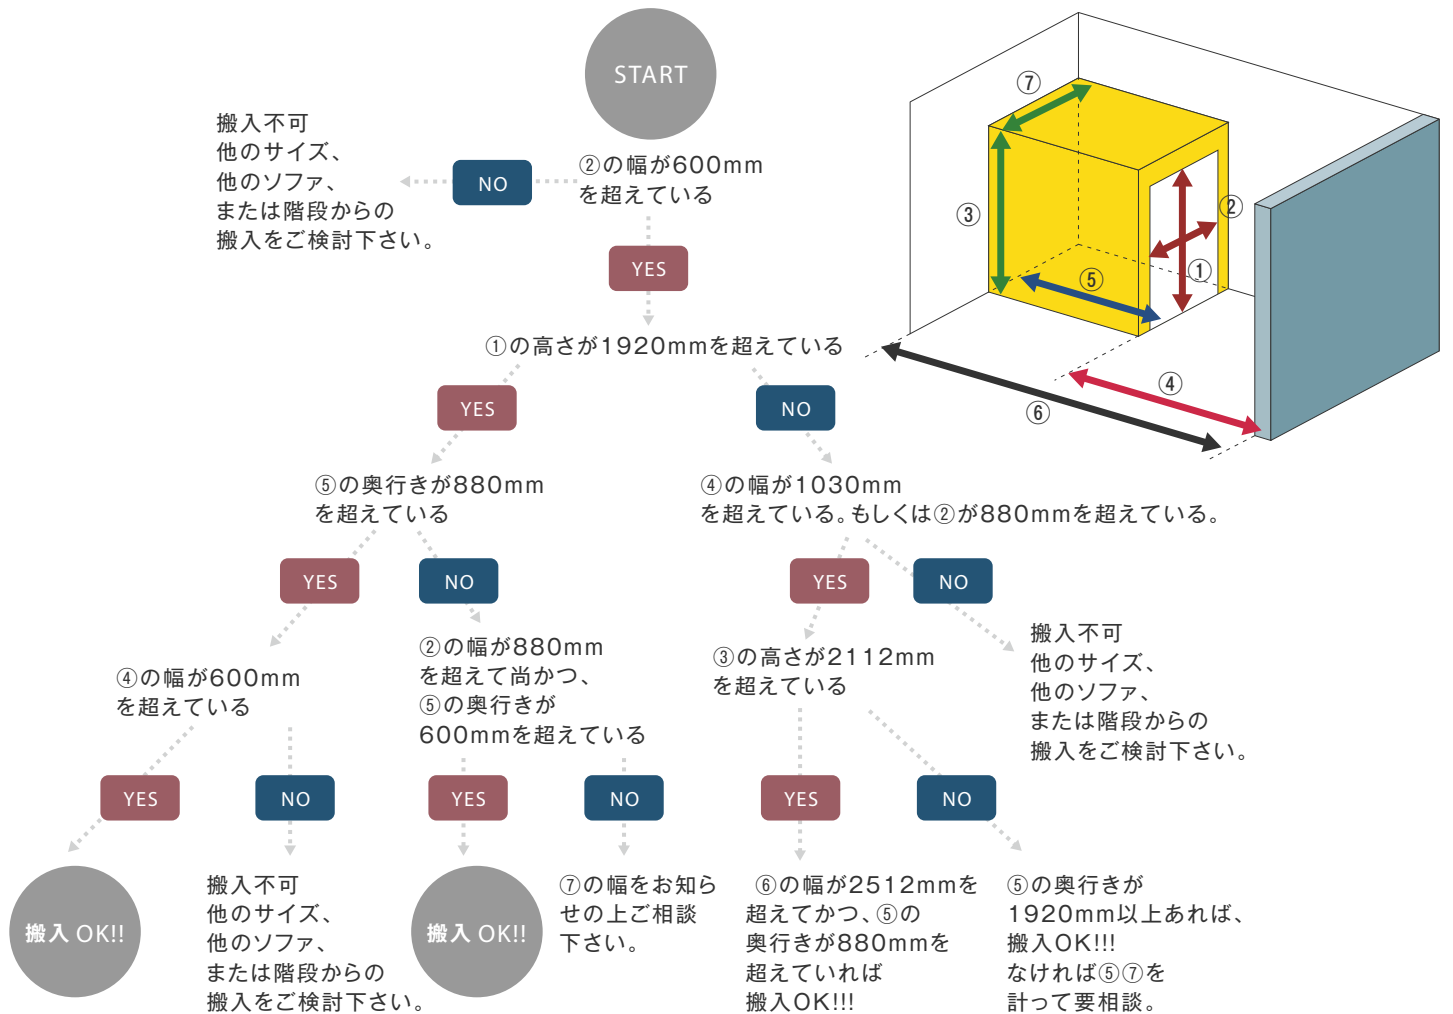 START
②の幅が600mm
を超えている
NO
搬入不可
他のサイズ、
他のソファ、
または階段からの
搬入をご検討下さい。
YES
①の高さが1920mmを超えている
YES
NO
⑤の奥行きが880mm
を超えている
④の幅が1030mm
を超えている。もしくは②が880mmを超えている。
YES
NO
YES
NO
④の幅が600mm
を超えている
②の幅が880mm
を超えて尚かつ、
⑤の奥行きが
600mmを超えている
③の高さが2112mm
を超えている
搬入不可
他のサイズ、
他のソファ、
または階段からの
搬入をご検討下さい。
YES
NO
YES
NO
YES
NO
搬入 OK!!
搬入不可
他のサイズ、
他のソファ、
または階段からの
搬入をご検討下さい。
搬入 OK!!
⑦の幅をお知ら
せの上ご相談
下さい。
⑥の幅が2512mmを
超えてかつ、⑤の
奥行きが880mmを
超えていれば
搬入OK!!!
⑤の奥行きが
1920mm以上あれば、
搬入OK!!!
なければ⑤⑦を
計って要相談。
⑦
③
②
①
⑤
④
⑥